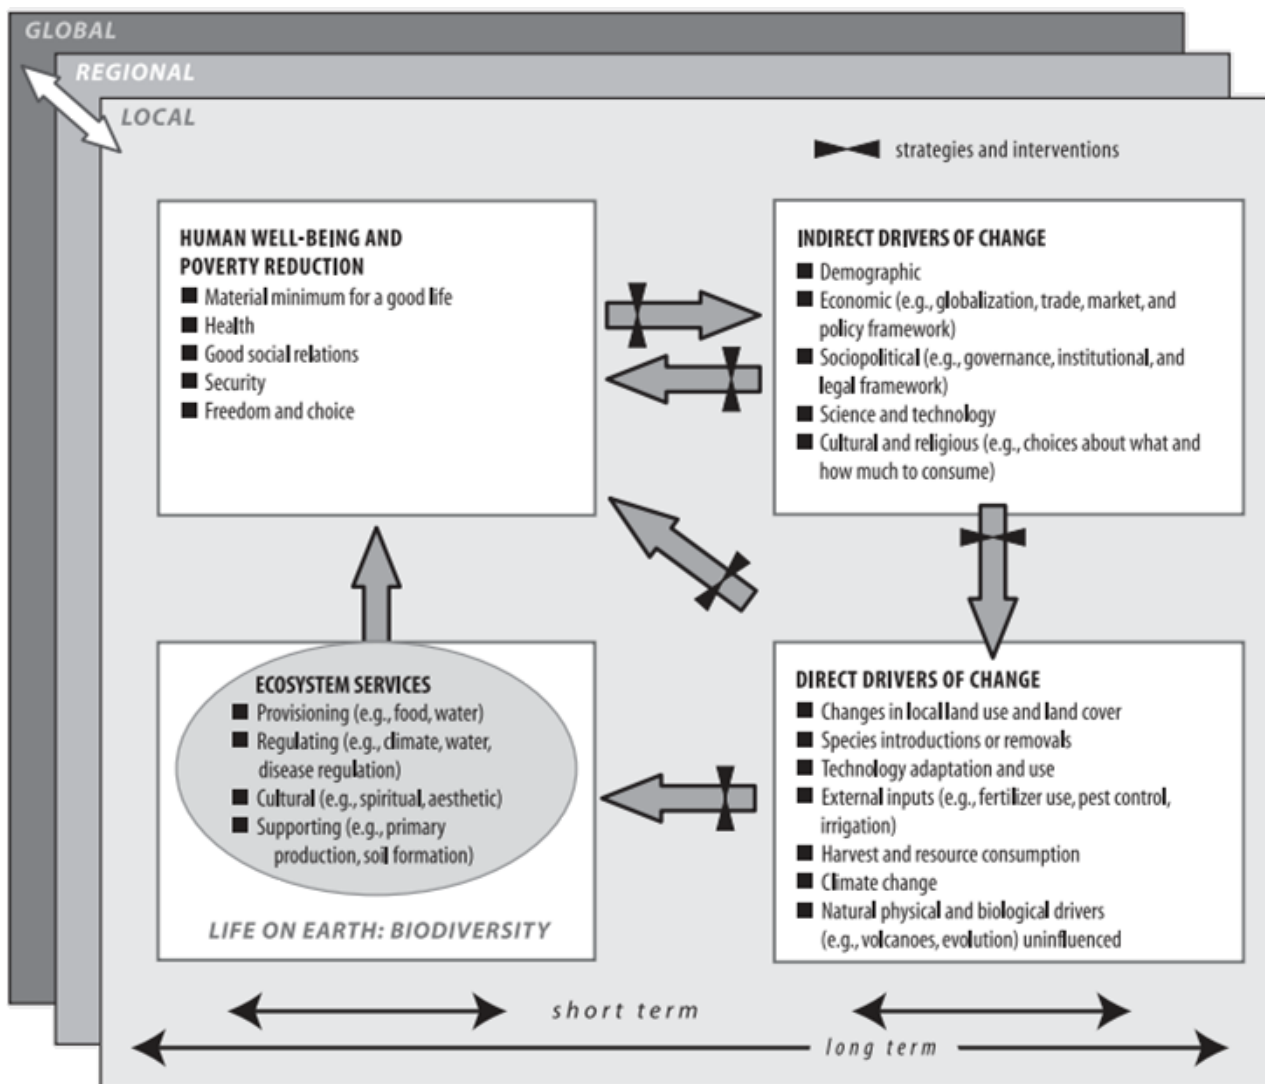 GLOBAL
REGIONAL
LOCAL
strategies and interventions
HUMAN WELL-BEING AND
POVERTY REDUCTION
■ Material minimum for a good life
■ Health
■ Good social relations
■ Security
■ Freedom and choice
INDIRECT DRIVERS OF CHANGE
■ Demographic
■ Economic (e.g., globalization, trade, market, and
policy framework)
■ Sociopolitical (e.g., governance, institutional, and
legal framework)
■ Science and technology
■ Cultural and religious (e.g., choices about what and
how much to consume)
ECOSYSTEM SERVICES
■ Provisioning (e.g., food, water)
■ Regulating (e.g., climate, water,
disease regulation)
■ Cultural (e.g., spiritual, aesthetic)
■ Supporting (e.g., primary
production, soil formation)
LIFE ON EARTH: BIODIVERSITY
DIRECT DRIVERS OF CHANGE
■ Changes in local land use and land cover
■ Species introductions or removals
■ Technology adaptation and use
■ External inputs (e.g., fertilizer use, pest control,
irrigation)
■ Harvest and resource consumption
■ Climate change
■ Natural physical and biological drivers
(e.g., volcanoes, evolution) uninfluenced
short term
long term